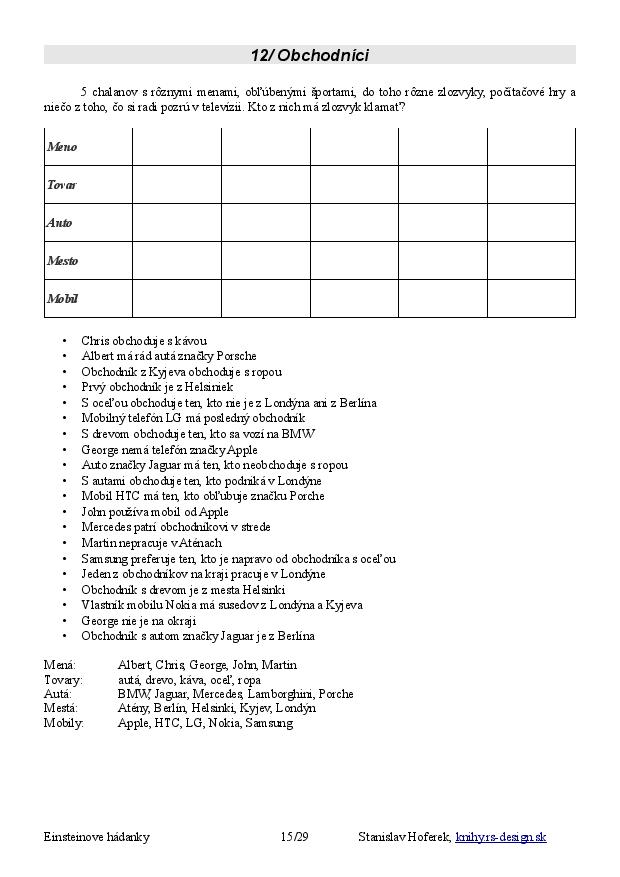 12/ Obchodníci
5 chalanov s rôznymi menami, obľúbenými športami, do toho rôzne zlozvyky, počítačové hry a
niečo z toho, čo si radi pozrú v televízii. Kto z nich má zlozvyk klamať?
Meno
Tovar
Auto
Mesto
Mobil
• Chris obchoduje s kávou
• Albert má rád autá značky Porsche
• Obchodník z Kyjeva obchoduje s ropou
• Prvý obchodník je z Helsiniek
• S oceľou obchoduje ten, kto nie je z Londýna ani z Berlína
• Mobilný telefón LG má posledný obchodník
• S drevom obchoduje ten, kto sa vozí na BMW
• George nemá telefón značky Apple
• Auto značky Jaguar má ten, kto neobchoduje s ropou
• S autami obchoduje ten, kto podniká v Londýne
• Mobil HTC má ten, kto obľubuje značku Porche
• John používa mobil od Apple
• Mercedes patrí obchodníkovi v strede
• Martin nepracuje v Aténach
• Samsung preferuje ten, kto je napravo od obchodníka s oceľou
• Jeden z obchodníkov na kraji pracuje v Londýne
• Obchodník s drevom je z mesta Helsinki
• Vlastník mobilu Nokia má susedov z Londýna a Kyjeva
• George nie je na okraji
• Obchodník s autom značky Jaguar je z Berlína
Mená: Albert, Chris, George, John, Martin
Tovary: autá, drevo, káva, oceľ, ropa
Autá: BMW, Jaguar, Mercedes, Lamborghini, Porche
Mestá: Atény, Berlín, Helsinki, Kyjev, Londýn
Mobily: Apple, HTC, LG, Nokia, Samsung
Einsteinove hádanky 15/29 Stanislav Hoferek, knihy.rs-design.sk